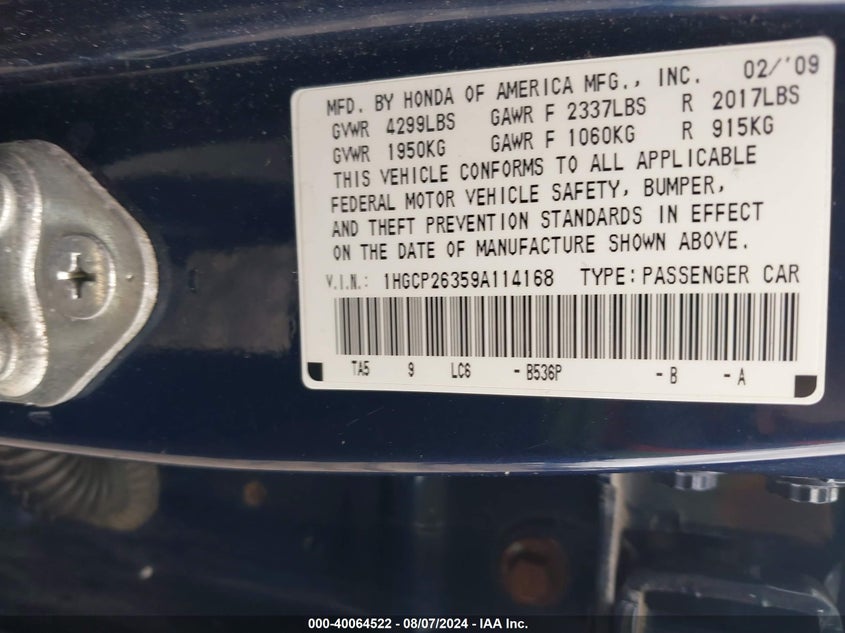 MFD. BY HONDA OF AMERICA MFG., INC. 02/'09
GVWR 4299LBS GAWR F 2337LBS R 2017LBS
GVWR 1950KG GAWR F 1060KG R 915KG
THIS VEHICLE CONFORMS TO ALL APPLICABLE
FEDERAL MOTOR VEHICLE SAFETY, BUMPER,
AND THEFT PREVENTION STANDARDS IN EFFECT
ON THE DATE OF MANUFACTURE SHOWN ABOVE.
V.I.N.: 1HGCP26359A114168 TYPE: PASSENGER CAR
TA5 9 LC6 - B536P - B - A
000-40064522 - 08/07/2024 - IAA Inc.